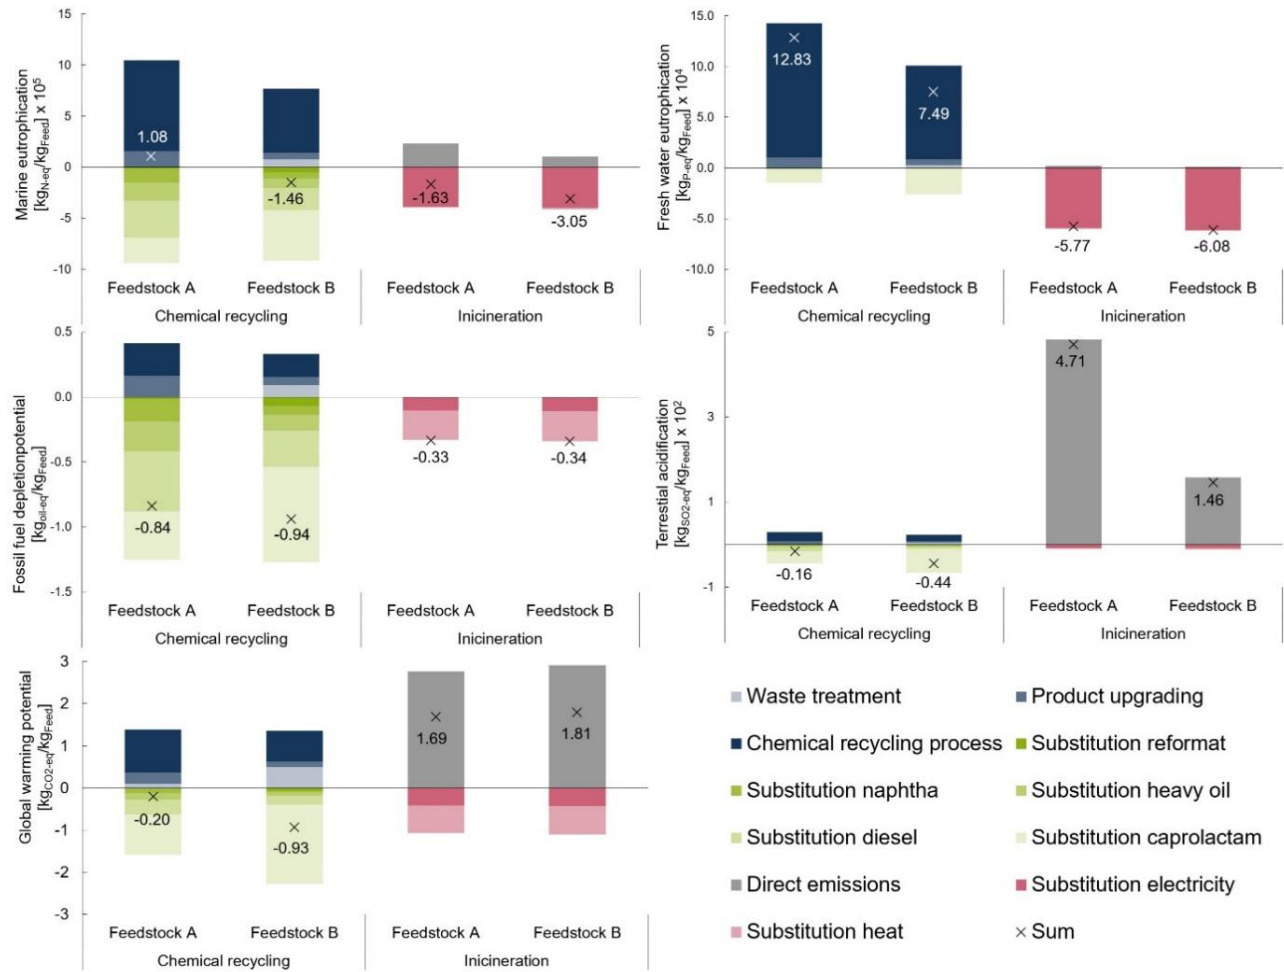 Marine eutrophication
[kgN-eq/kgFeed] x 10⁵
15
10
5
0
-5
-10
1.08
-1.46
-1.63
-3.05
Feedstock A
Feedstock B
Feedstock A
Feedstock B
Chemical recycling
Inicineration
Fresh water eutrophication
[kgP-eq/kgFeed] x 10⁴
15.0
10.0
5.0
0.0
-5.0
-10.0
12.83
7.49
-5.77
-6.08
Feedstock A
Feedstock B
Feedstock A
Feedstock B
Chemical recycling
Inicineration
Fossil fuel depletionpotential
[kgoil-eq/kgFeed]
0.5
0.0
-0.5
-1.0
-1.5
-0.84
-0.94
-0.33
-0.34
Feedstock A
Feedstock B
Feedstock A
Feedstock B
Chemical recycling
Inicineration
Terrestial acidification
[kgSO2-eq/kgFeed] x 10²
5
3
1
-1
-0.16
-0.44
4.71
1.46
Feedstock A
Feedstock B
Feedstock A
Feedstock B
Chemical recycling
Inicineration
Global warming potential
[kgCO2-eq/kgFeed]
3
2
1
0
-1
-2
-3
-0.20
-0.93
1.69
1.81
Feedstock A
Feedstock B
Feedstock A
Feedstock B
Chemical recycling
Inicineration
Waste treatment
Product upgrading
Chemical recycling process
Substitution reformat
Substitution naphtha
Substitution heavy oil
Substitution diesel
Substitution caprolactam
Direct emissions
Substitution electricity
Substitution heat
Sum